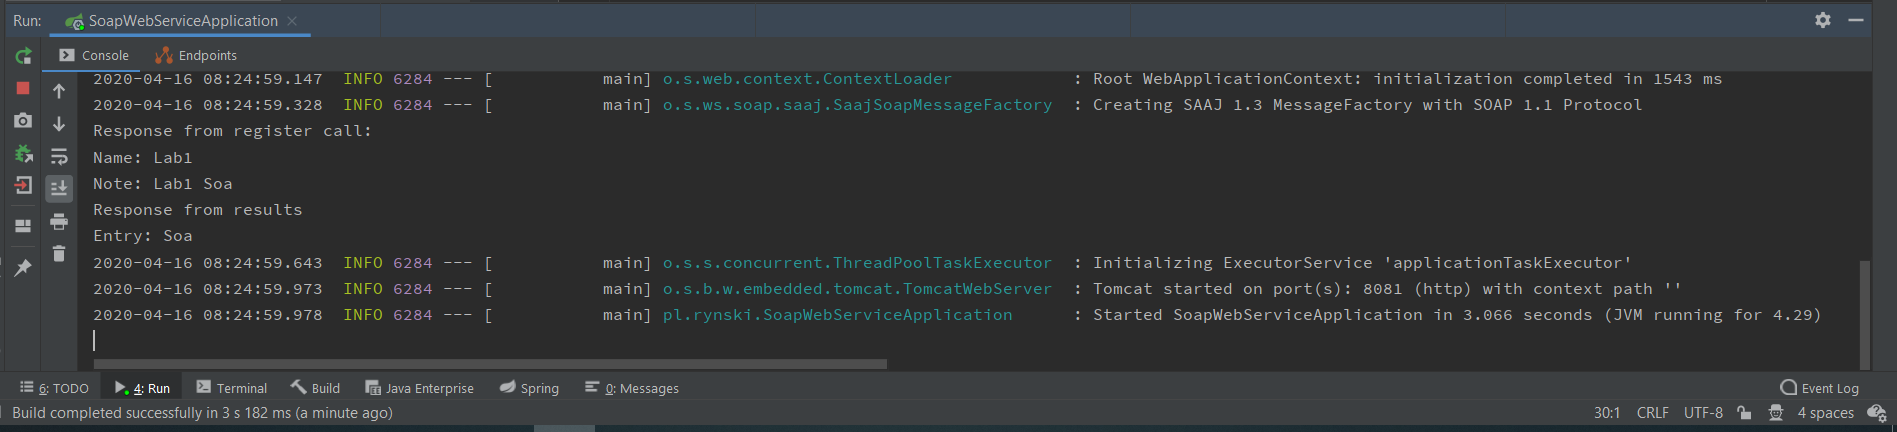 Run: SoapWebServiceApplication
Console Endpoints
2020-04-16 08:24:59.147 INFO 6284 --- [ main] o.s.web.context.ContextLoader : Root WebApplicationContext: initialization completed in 1543 ms
2020-04-16 08:24:59.328 INFO 6284 --- [ main] o.s.ws.soap.saaj.SaajSoapMessageFactory : Creating SAAJ 1.3 MessageFactory with SOAP 1.1 Protocol
Response from register call:
Name: Lab1
Note: Lab1 Soa
Response from results
Entry: Soa
2020-04-16 08:24:59.643 INFO 6284 --- [ main] o.s.s.concurrent.ThreadPoolTaskExecutor : Initializing ExecutorService 'applicationTaskExecutor'
2020-04-16 08:24:59.973 INFO 6284 --- [ main] o.s.b.w.embedded.tomcat.TomcatWebServer : Tomcat started on port(s): 8081 (http) with context path ''
2020-04-16 08:24:59.978 INFO 6284 --- [ main] pl.rynski.SoapWebServiceApplication : Started SoapWebServiceApplication in 3.066 seconds (JVM running for 4.29)
6: TODO 4: Run Terminal Build Java Enterprise Spring 0: Messages Event Log
Build completed successfully in 3 s 182 ms (a minute ago) 30:1 CRLF UTF-8 4 spaces